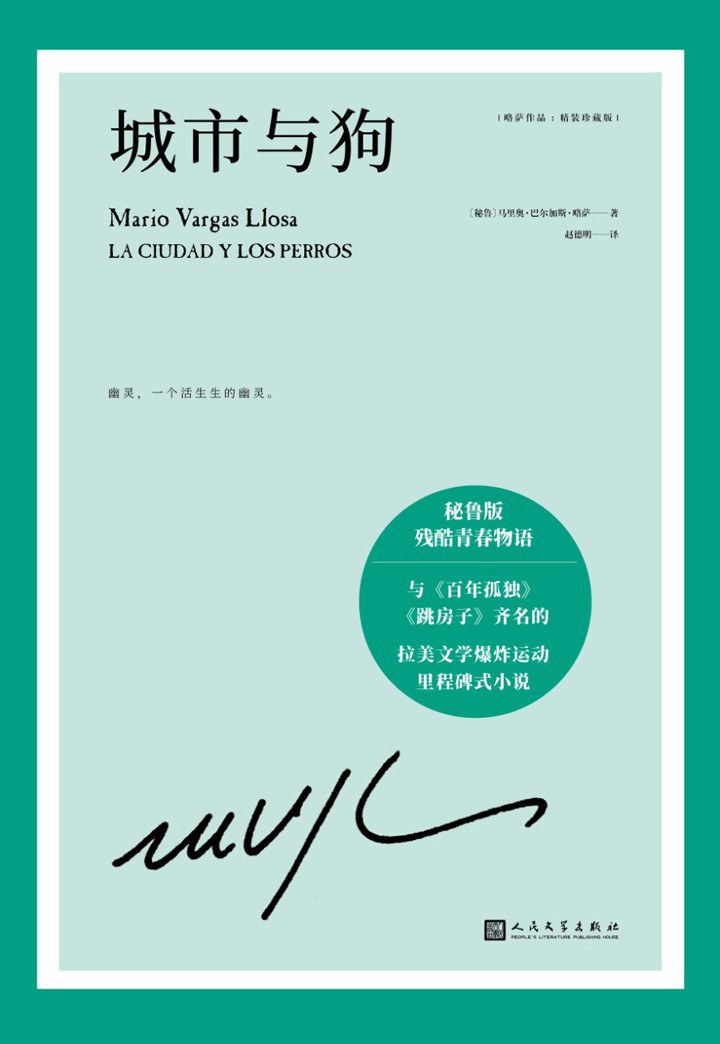 城市与狗
|略萨作品：精装珍藏版|
Mario Vargas Llosa
LA CIUDAD Y LOS PERROS
〔秘鲁〕马里奥·巴尔加斯·略萨——著
赵德明——译
幽灵，一个活生生的幽灵。
秘鲁版
残酷青春物语
与《百年孤独》
《跳房子》齐名的
拉美文学爆炸运动
里程碑式小说
人民文学出版社
PEOPLE'S LITERATURE PUBLISHING HOUSE